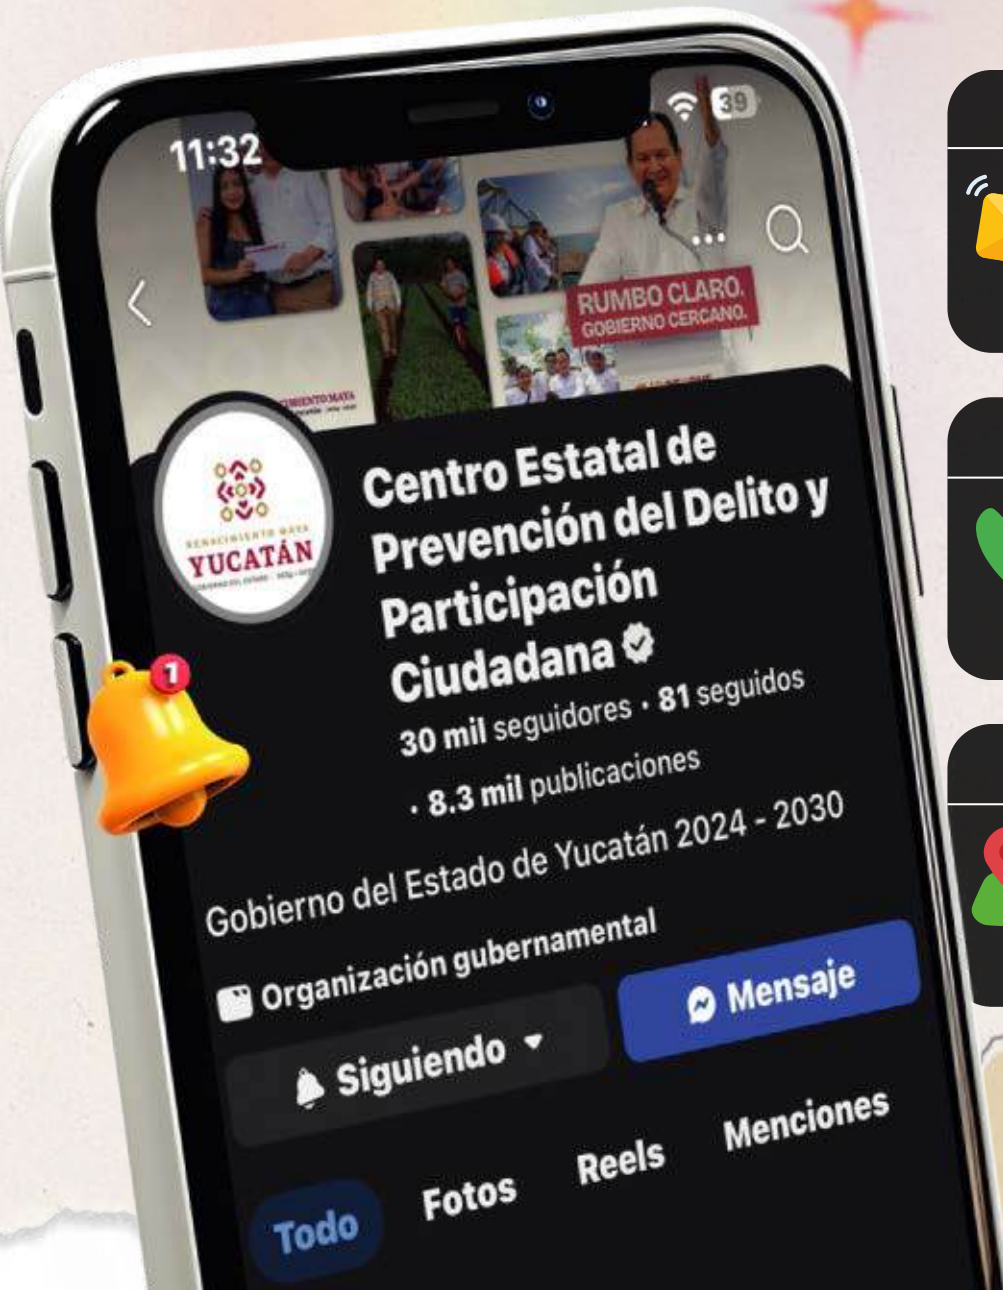 11:32
39
RUMBO CLARO.
GOBIERNO CERCANO.
RENACIMIENTO MAYA
YUCATÁN
Centro Estatal de
Prevención del Delito y
Participación
Ciudadana
30 mil seguidores · 81 seguidos
· 8.3 mil publicaciones
1
Gobierno del Estado de Yucatán 2024 - 2030
Organización gubernamental
Siguiendo
Mensaje
Todo
Fotos
Reels
Menciones